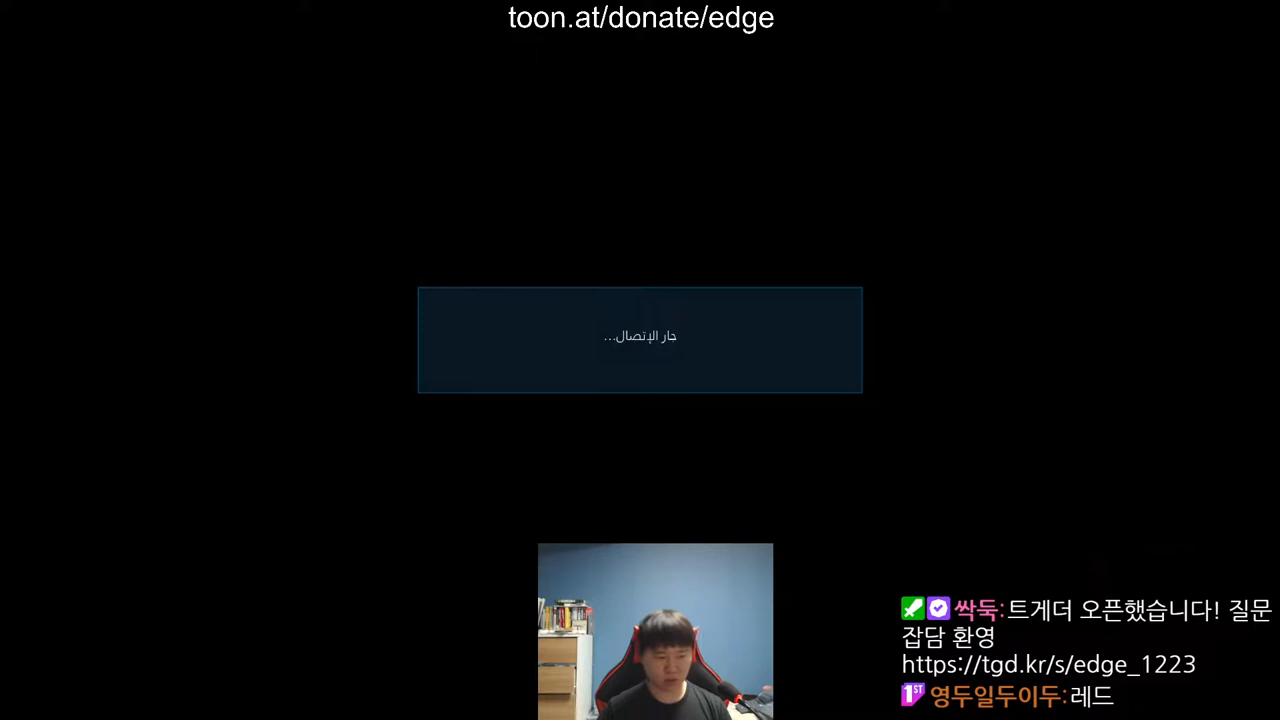 toon.at/donate/edge
جار الإتصال...
싹둑: 트게더 오픈했습니다! 질문
잡담 환영
https://tgd.kr/s/edge_1223
1ST 영두일두이두: 레드